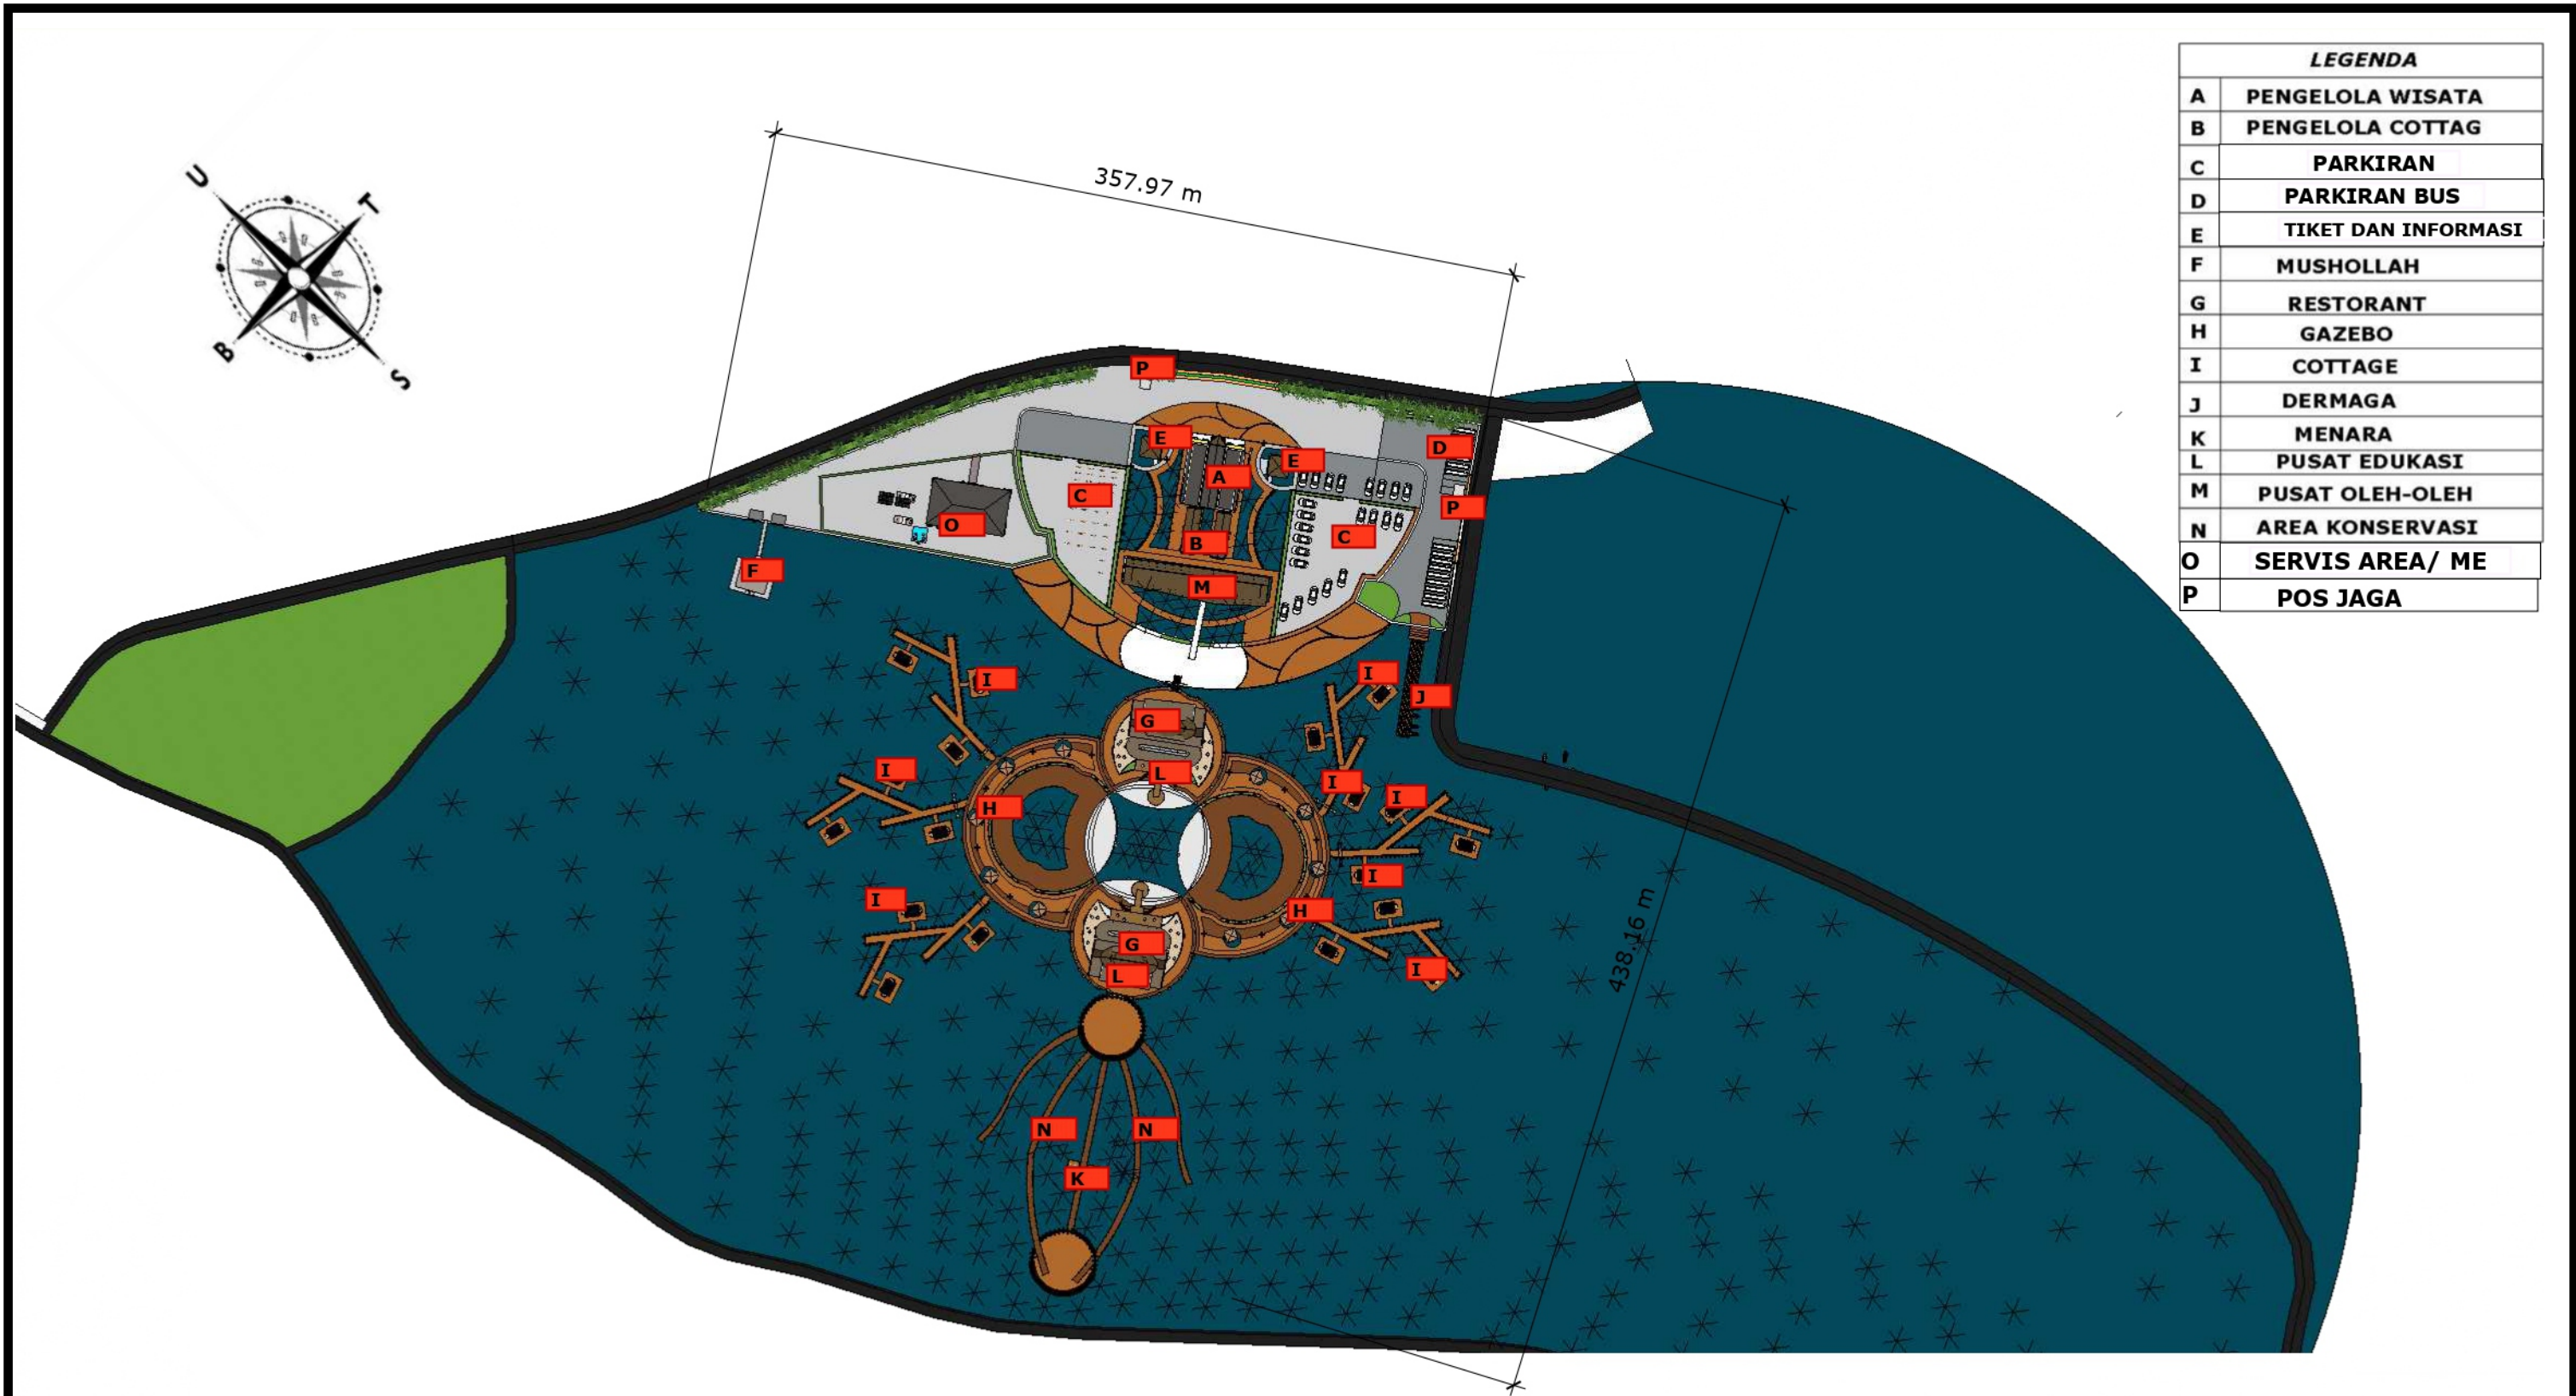 LEGENDA
A PENGELOLA WISATA
B PENGELOLA COTTAG
C PARKIRAN
D PARKIRAN BUS
E TIKET DAN INFORMASI
F MUSHOLLAH
G RESTORANT
H GAZEBO
I COTTAGE
J DERMAGA
K MENARA
L PUSAT EDUKASI
M PUSAT OLEH-OLEH
N AREA KONSERVASI
O SERVIS AREA/ ME
P POS JAGA
357.97 m
U
T
B
S
P
E
E
D
A
C
P
O
B
C
F
M
I
I
J
G
I
L
I
I
H
I
I
H
G
I
L
438.16 m
N
N
K